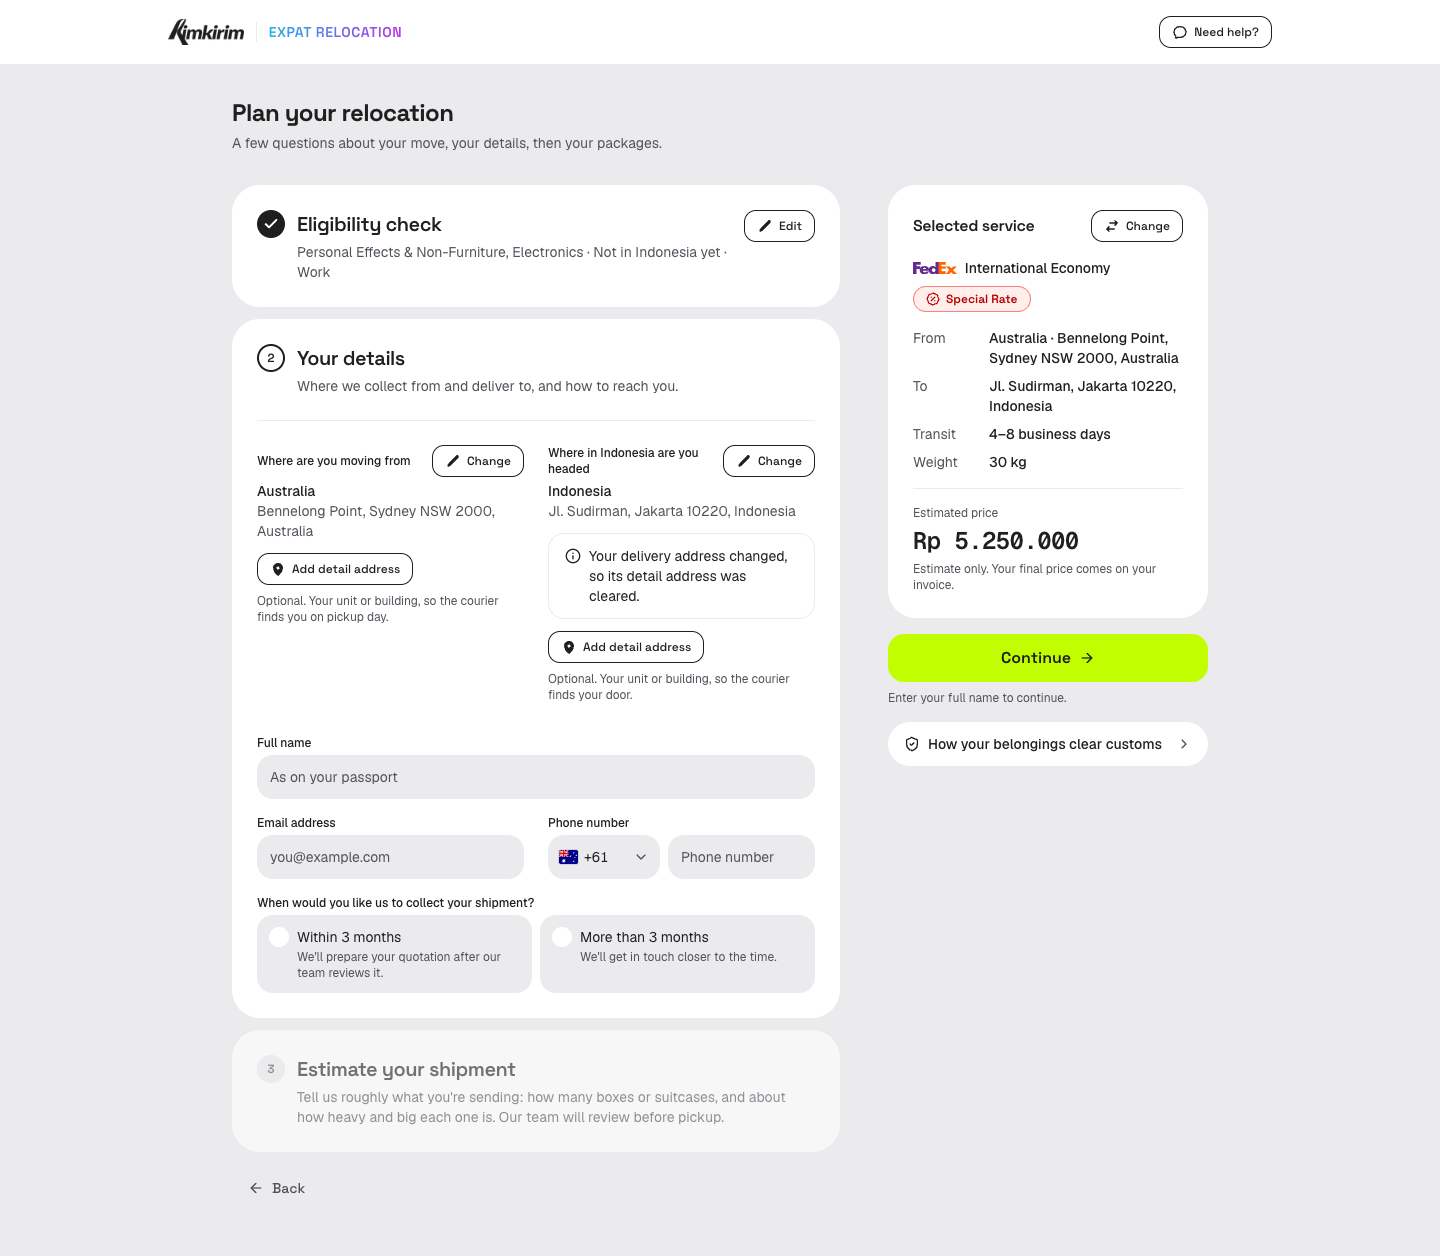 Kimkirim
EXPAT RELOCATION
Need help?
Plan your relocation
A few questions about your move, your details, then your packages.
Eligibility check
Edit
Personal Effects & Non-Furniture, Electronics · Not in Indonesia yet ·
Work
2
Your details
Where we collect from and deliver to, and how to reach you.
Where are you moving from
Change
Australia
Bennelong Point, Sydney NSW 2000,
Australia
Add detail address
Optional. Your unit or building, so the courier
finds you on pickup day.
Where in Indonesia are you
headed
Change
Indonesia
Jl. Sudirman, Jakarta 10220, Indonesia
Your delivery address changed,
so its detail address was
cleared.
Add detail address
Optional. Your unit or building, so the courier
finds your door.
Full name
As on your passport
Email address
you@example.com
Phone number
+61
Phone number
When would you like us to collect your shipment?
Within 3 months
We'll prepare your quotation after our
team reviews it.
More than 3 months
We'll get in touch closer to the time.
3
Estimate your shipment
Tell us roughly what you're sending: how many boxes or suitcases, and about
how heavy and big each one is. Our team will review before pickup.
Back
Selected service
Change
FedEx International Economy
Special Rate
From
Australia · Bennelong Point,
Sydney NSW 2000, Australia
To
Jl. Sudirman, Jakarta 10220,
Indonesia
Transit
4–8 business days
Weight
30 kg
Estimated price
Rp 5.250.000
Estimate only. Your final price comes on your
invoice.
Continue
Enter your full name to continue.
How your belongings clear customs